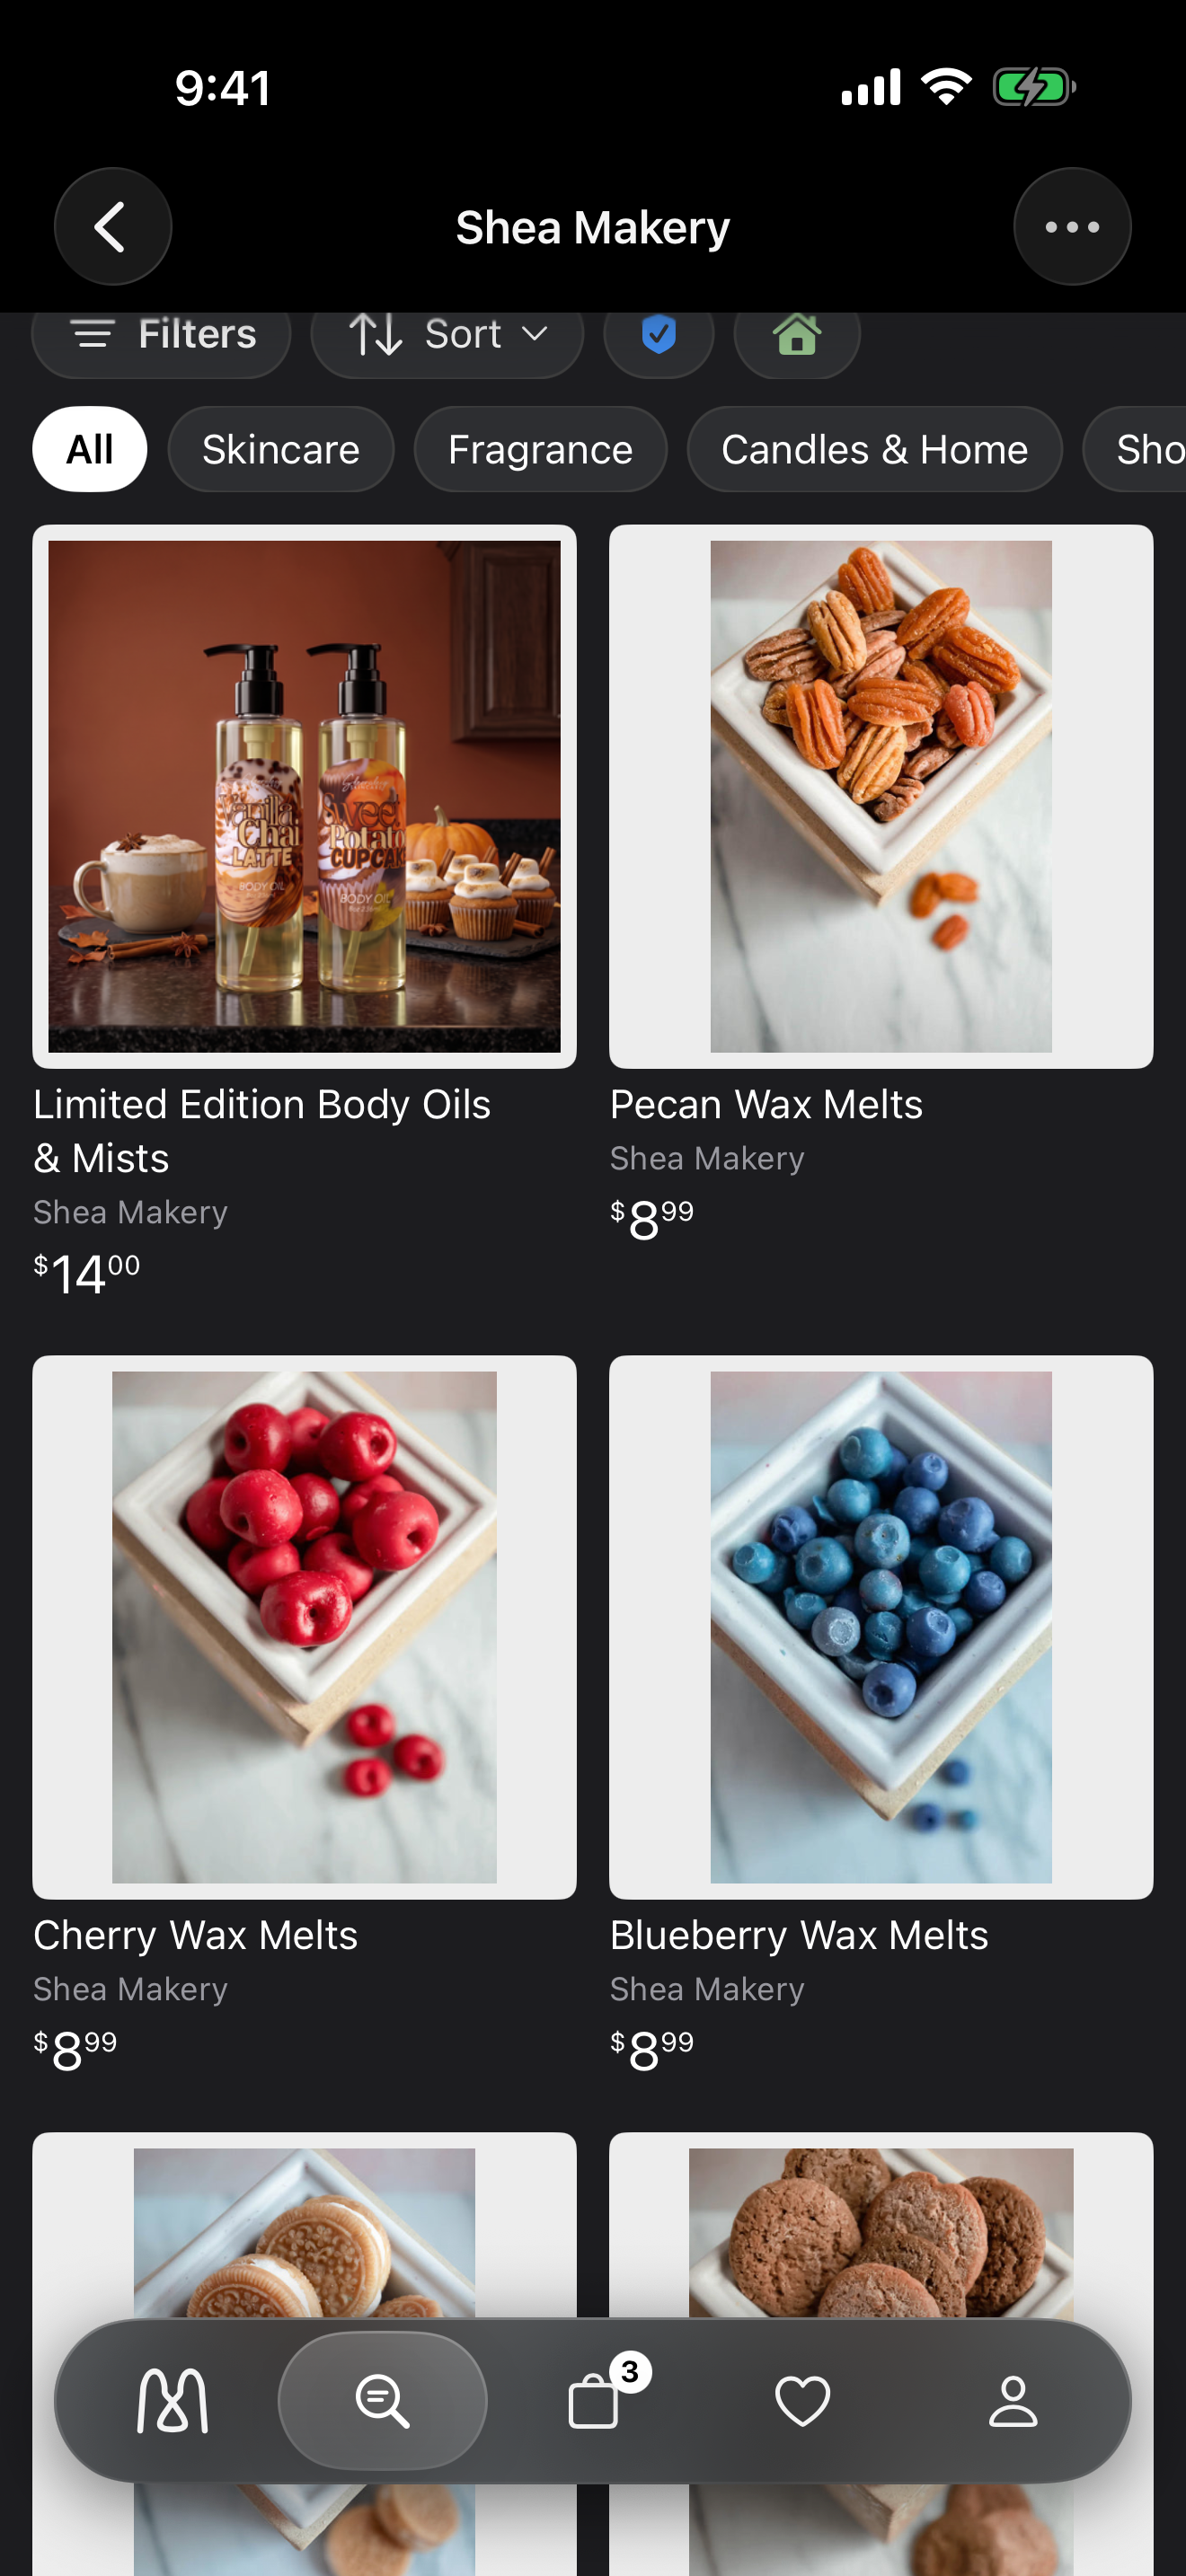 9:41
Shea Makery
Filters
Sort
All
Skincare
Fragrance
Candles & Home
Sho
Vanilla
Chai
LATTE
BODY OIL
Sweet
Potato
CUPCAK
BODY OIL
Limited Edition Body Oils
& Mists
Shea Makery
$14 00
Pecan Wax Melts
Shea Makery
$8 99
Cherry Wax Melts
Shea Makery
$8 99
Blueberry Wax Melts
Shea Makery
$8 99
3